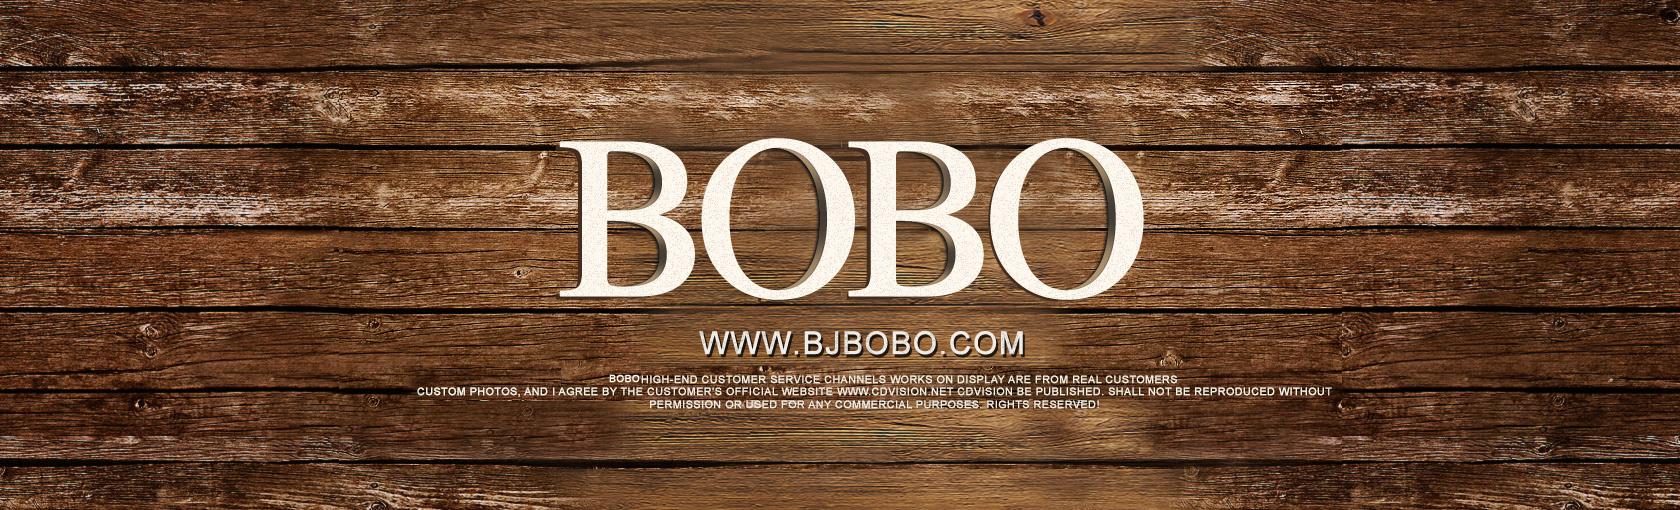 BOBO
WWW.BJBOBO.COM
BOBO HIGH-END CUSTOMER SERVICE CHANNELS WORKS ON DISPLAY ARE FROM REAL CUSTOMERS
CUSTOM PHOTOS, AND I AGREE BY THE CUSTOMER'S OFFICIAL WEBSITE WWW.CDVISION.NET CDVISION BE PUBLISHED. SHALL NOT BE REPRODUCED WITHOUT
PERMISSION OR USED FOR ANY COMMERCIAL PURPOSES. RIGHTS RESERVED!